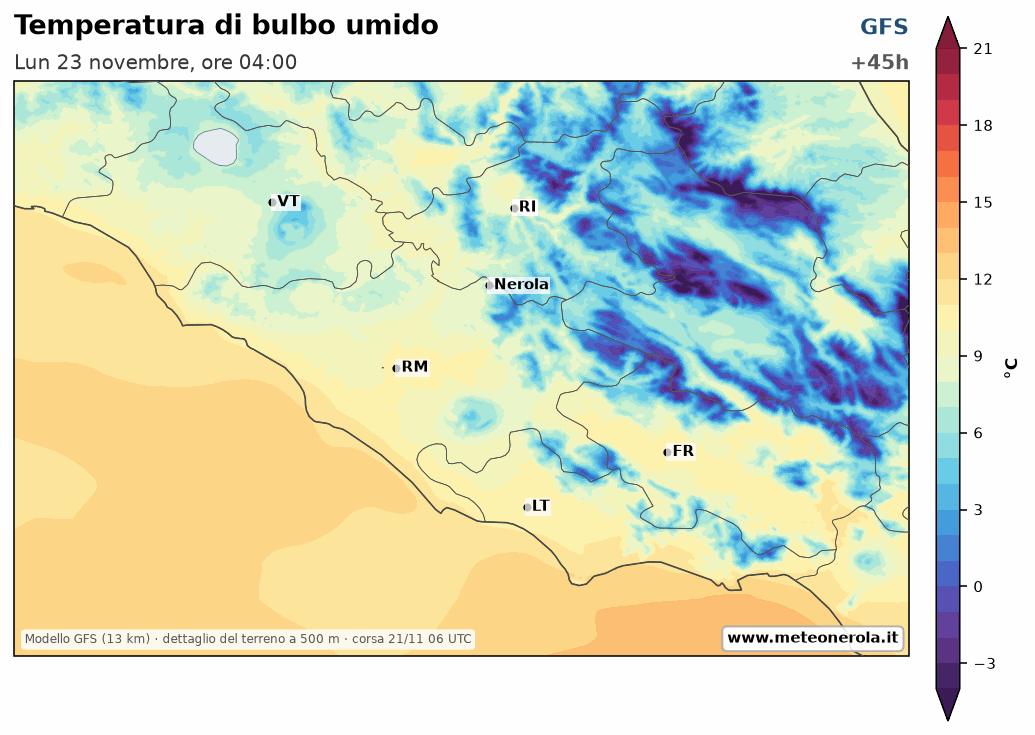 Temperatura di bulbo umido
GFS
Lun 23 novembre, ore 04:00
+45h
21
18
15
12
9
6
3
0
−3
°C
VT
RI
Nerola
RM
FR
LT
Modello GFS (13 km) · dettaglio del terreno a 500 m · corsa 21/11 06 UTC
www.meteonerola.it